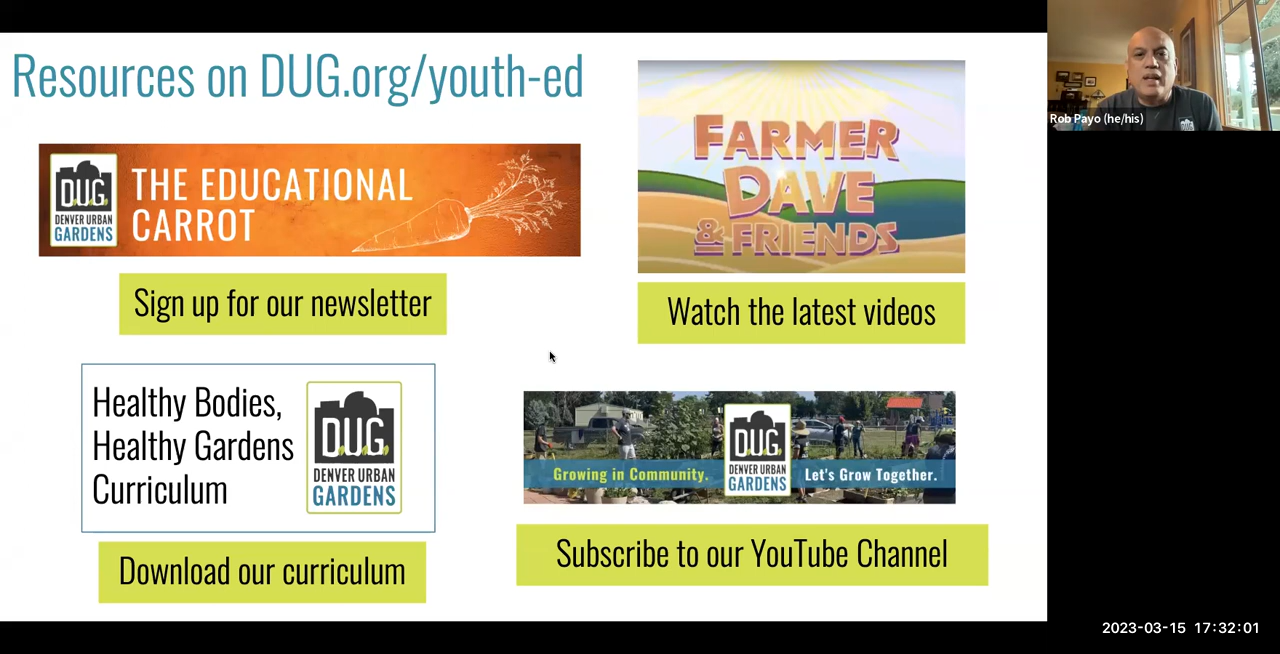 Resources on DUG.org/youth-ed
DUG
DENVER URBAN
GARDENS
THE EDUCATIONAL
CARROT
Sign up for our newsletter
FARMER
DAVE
& FRIENDS
Watch the latest videos
Healthy Bodies,
Healthy Gardens
Curriculum
DUG
DENVER URBAN
GARDENS
Download our curriculum
Growing in Community.
DUG
DENVER URBAN
GARDENS
Let's Grow Together.
Subscribe to our YouTube Channel
Rob Payo (he/his)
2023-03-15 17:32:01